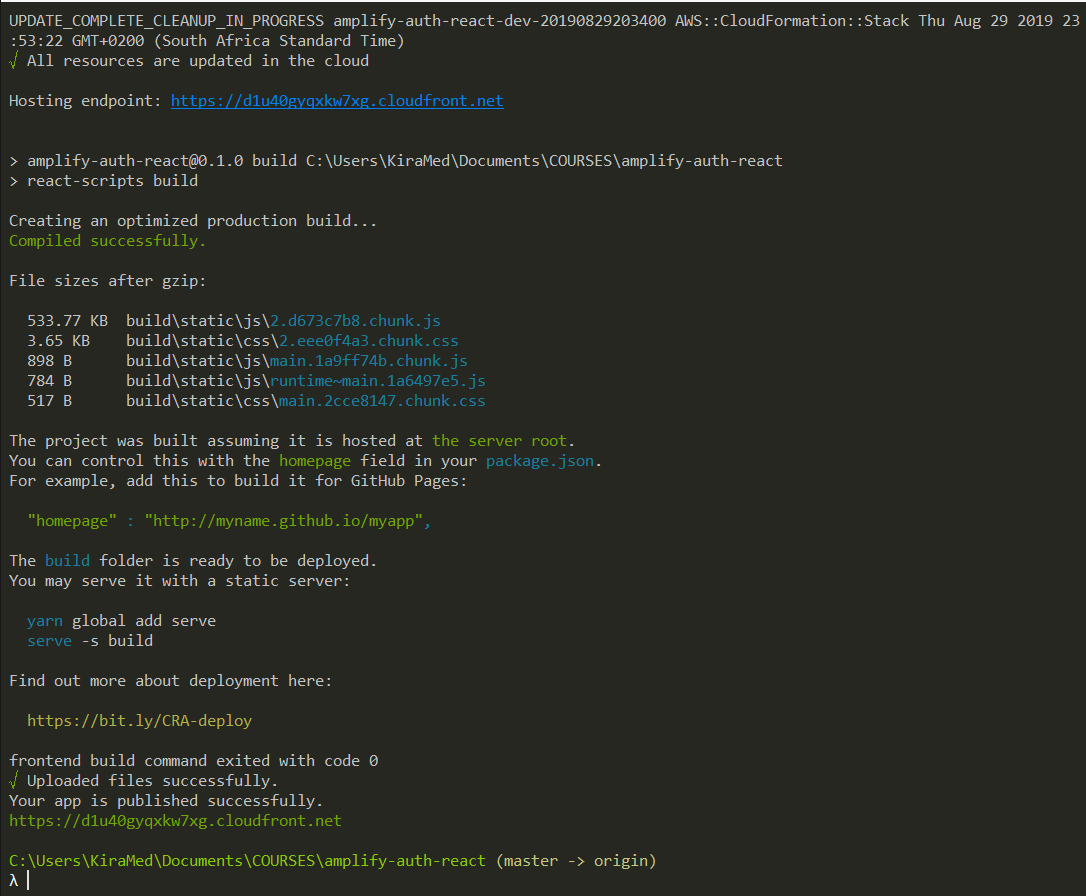 UPDATE_COMPLETE_CLEANUP_IN_PROGRESS amplify-auth-react-dev-20190829203400 AWS::CloudFormation::Stack Thu Aug 29 2019 23
:53:22 GMT+0200 (South Africa Standard Time)
√ All resources are updated in the cloud
Hosting endpoint: https://d1u40gyqxkw7xg.cloudfront.net
> amplify-auth-react@0.1.0 build C:\Users\KiraMed\Documents\COURSES\amplify-auth-react
> react-scripts build
Creating an optimized production build...
Compiled successfully.
File sizes after gzip:
533.77 KB  build\static\js\2.d673c7b8.chunk.js
3.65 KB    build\static\css\2.eee0f4a3.chunk.css
898 B      build\static\js\main.1a9ff74b.chunk.js
784 B      build\static\js\runtime~main.1a6497e5.js
517 B      build\static\css\main.2cce8147.chunk.css
The project was built assuming it is hosted at the server root.
You can control this with the homepage field in your package.json.
For example, add this to build it for GitHub Pages:
"homepage" : "http://myname.github.io/myapp",
The build folder is ready to be deployed.
You may serve it with a static server:
yarn global add serve
serve -s build
Find out more about deployment here:
https://bit.ly/CRA-deploy
frontend build command exited with code 0
√ Uploaded files successfully.
Your app is published successfully.
https://d1u40gyqxkw7xg.cloudfront.net
C:\Users\KiraMed\Documents\COURSES\amplify-auth-react (master -> origin)
λ